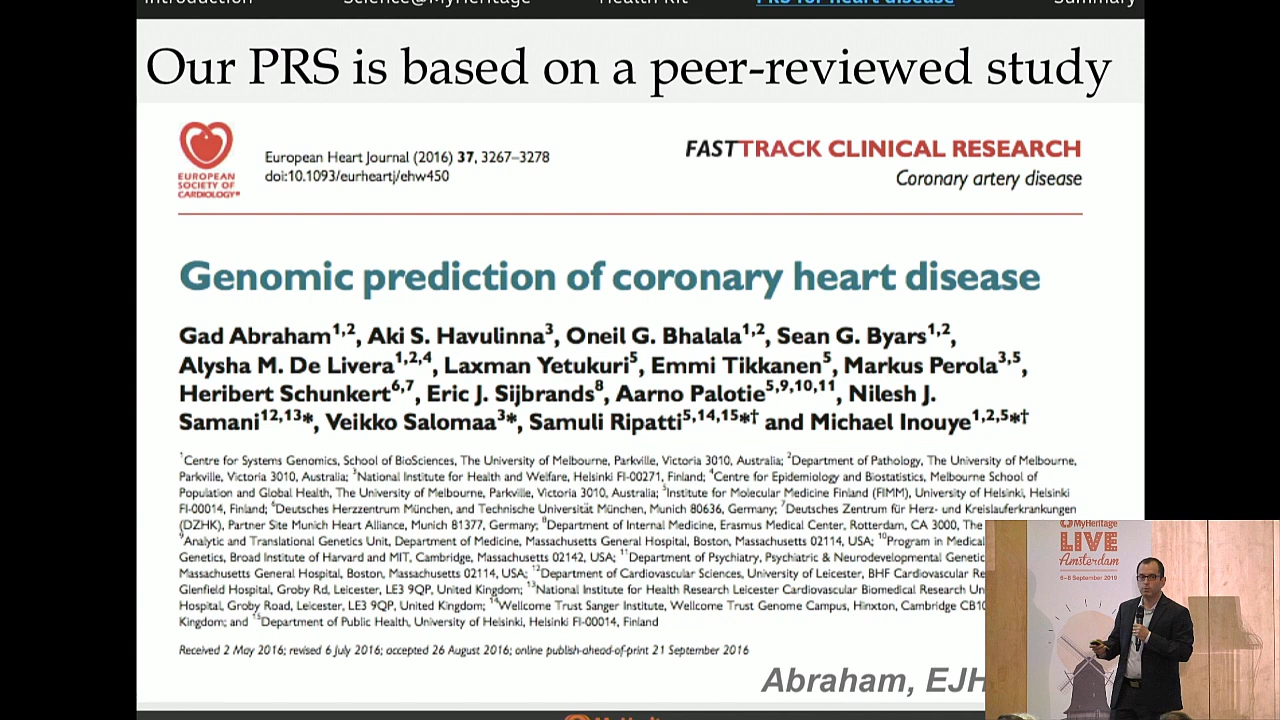 Introduction Science@MyHeritage Health Kit PRS for heart disease Summary
Our PRS is based on a peer-reviewed study
EUROPEAN
SOCIETY OF
CARDIOLOGY®
European Heart Journal (2016) 37, 3267–3278
doi:10.1093/eurheartj/ehw450
FASTTRACK CLINICAL RESEARCH
Coronary artery disease
Genomic prediction of coronary heart disease
Gad Abraham1,2, Aki S. Havulinna3, Oneil G. Bhalala1,2, Sean G. Byars1,2,
Alysha M. De Livera1,2,4, Laxman Yetukuri5, Emmi Tikkanen5, Markus Perola3,5,
Heribert Schunkert6,7, Eric J. Sijbrands8, Aarno Palotie5,9,10,11, Nilesh J.
Samani12,13*, Veikko Salomaa3*, Samuli Ripatti5,14,15*† and Michael Inouye1,2,5*†
1Centre for Systems Genomics, School of BioSciences, The University of Melbourne, Parkville, Victoria 3010, Australia; 2Department of Pathology, The University of Melbourne,
Parkville, Victoria 3010, Australia; 3National Institute for Health and Welfare, Helsinki FI-00271, Finland; 4Centre for Epidemiology and Biostatistics, Melbourne School of
Population and Global Health, The University of Melbourne, Parkville, Victoria 3010, Australia; 5Institute for Molecular Medicine Finland (FIMM), University of Helsinki, Helsinki
FI-00014, Finland; 6Deutsches Herzzentrum München, and Technische Universität München, Munich 80636, Germany; 7Deutsches Zentrum für Herz- und Kreislauferkrankungen
(DZHK), Partner Site Munich Heart Alliance, Munich 81377, Germany; 8Department of Internal Medicine, Erasmus Medical Center, Rotterdam, CA 3000, The
9Analytic and Translational Genetics Unit, Department of Medicine, Massachusetts General Hospital, Boston, Massachusetts 02114, USA; 10Program in Medical
Genetics, Broad Institute of Harvard and MIT, Cambridge, Massachusetts 02142, USA; 11Department of Psychiatry, Psychiatric & Neurodevelopmental Genetic
Massachusetts General Hospital, Boston, Massachusetts 02114, USA; 12Department of Cardiovascular Sciences, University of Leicester, BHF Cardiovascular Re
Glenfield Hospital, Groby Rd, Leicester, LE3 9QP, United Kingdom; 13National Institute for Health Research Leicester Cardiovascular Biomedical Research Un
Hospital, Groby Road, Leicester, LE3 9QP, United Kingdom; 14Wellcome Trust Sanger Institute, Wellcome Trust Genome Campus, Hinxton, Cambridge CB10
Kingdom; and 15Department of Public Health, University of Helsinki, Helsinki FI-00014, Finland
Received 2 May 2016; revised 6 July 2016; accepted 26 August 2016; online publish-ahead-of-print 21 September 2016
Abraham, EJH
MyHeritage
LIVE
Amsterdam
6–8 September 2019